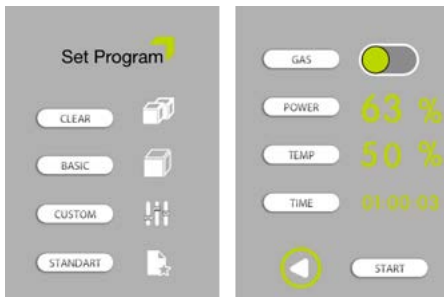 Set Program
CLEAR
BASIC
CUSTOM
STANDART
GAS
POWER 63 %
TEMP 50 %
TIME 01:00:03
START